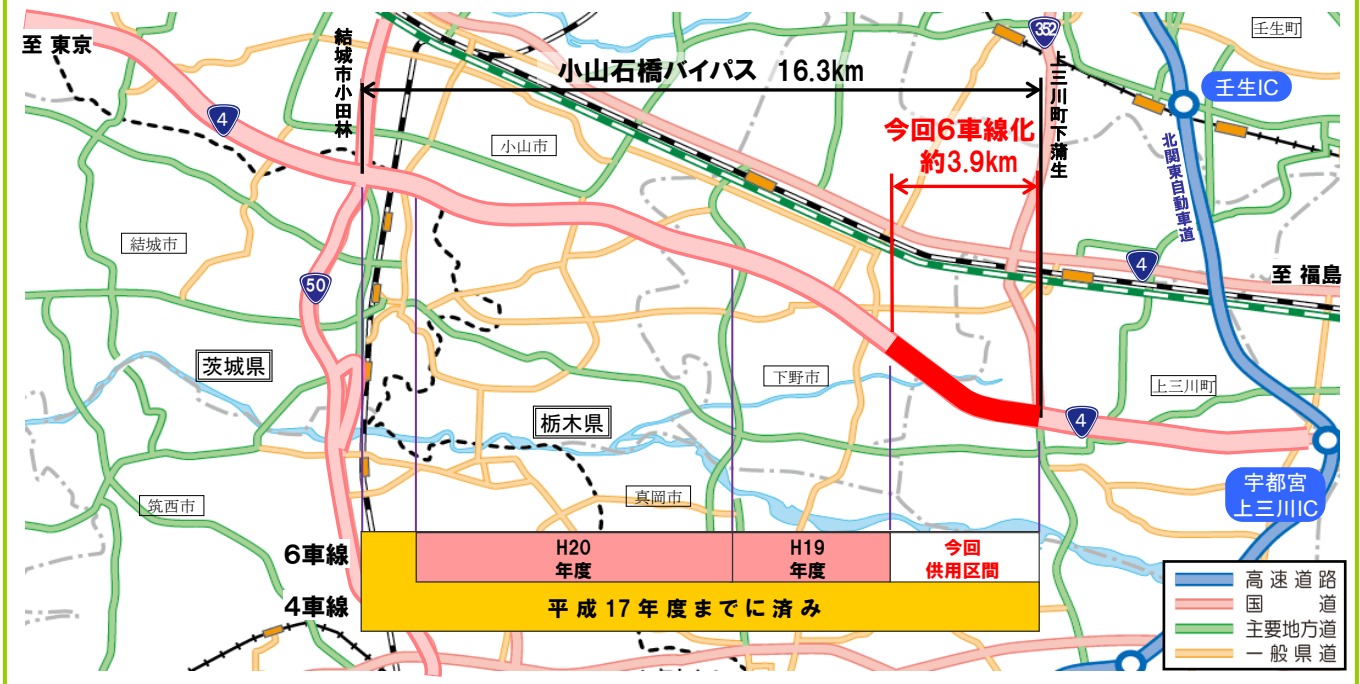 至 東京
結城市小田林
小山石橋バイパス 16.3km
352
上三川町下蒲生
壬生町
壬生IC
4
小山市
今回6車線化
約3.9km
北関東自動車道
結城市
50
4
至 福島
茨城県
下野市
上三川町
栃木県
4
宇都宮
上三川IC
筑西市
真岡市
6車線
H20
年度
H19
年度
今回
供用区間
4車線
平成17年度までに済み
高速道路
国道
主要地方道
一般県道